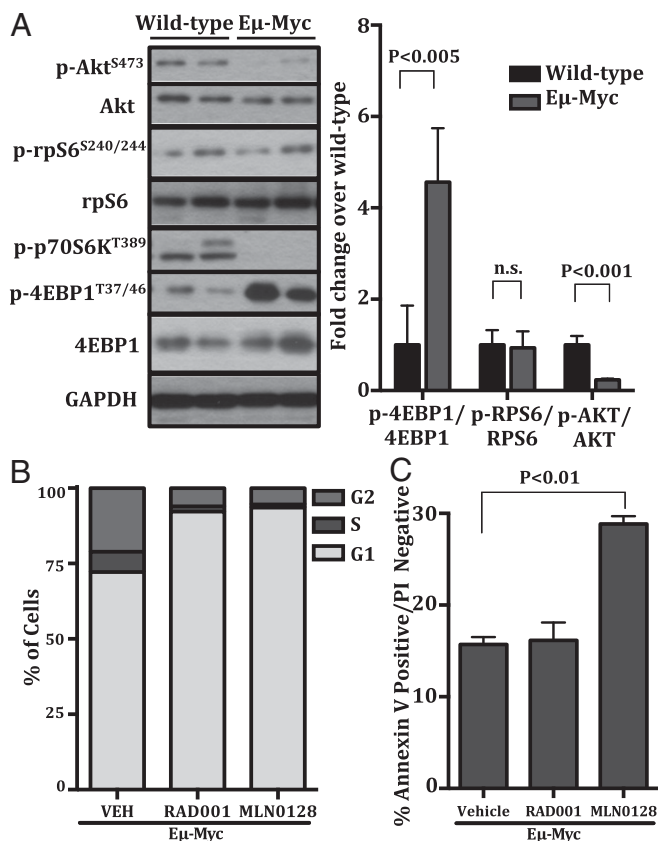 A
Wild-type Eμ-Myc
p-AktS473
Akt
p-rpS6S240/244
rpS6
p-p70S6KT389
p-4EBP1T37/46
4EBP1
GAPDH
Fold change over wild-type
8
6
4
2
0
P<0.005
n.s.
P<0.001
Wild-type
Eμ-Myc
p-4EBP1/
4EBP1
p-RPS6/
RPS6
p-AKT/
AKT
B
% of Cells
100
75
50
25
0
G2
S
G1
VEH RAD001 MLN0128
Eμ-Myc
C
% Annexin V Positive/PI Negative
30
20
10
0
P<0.01
Vehicle RAD001 MLN0128
Eμ-Myc